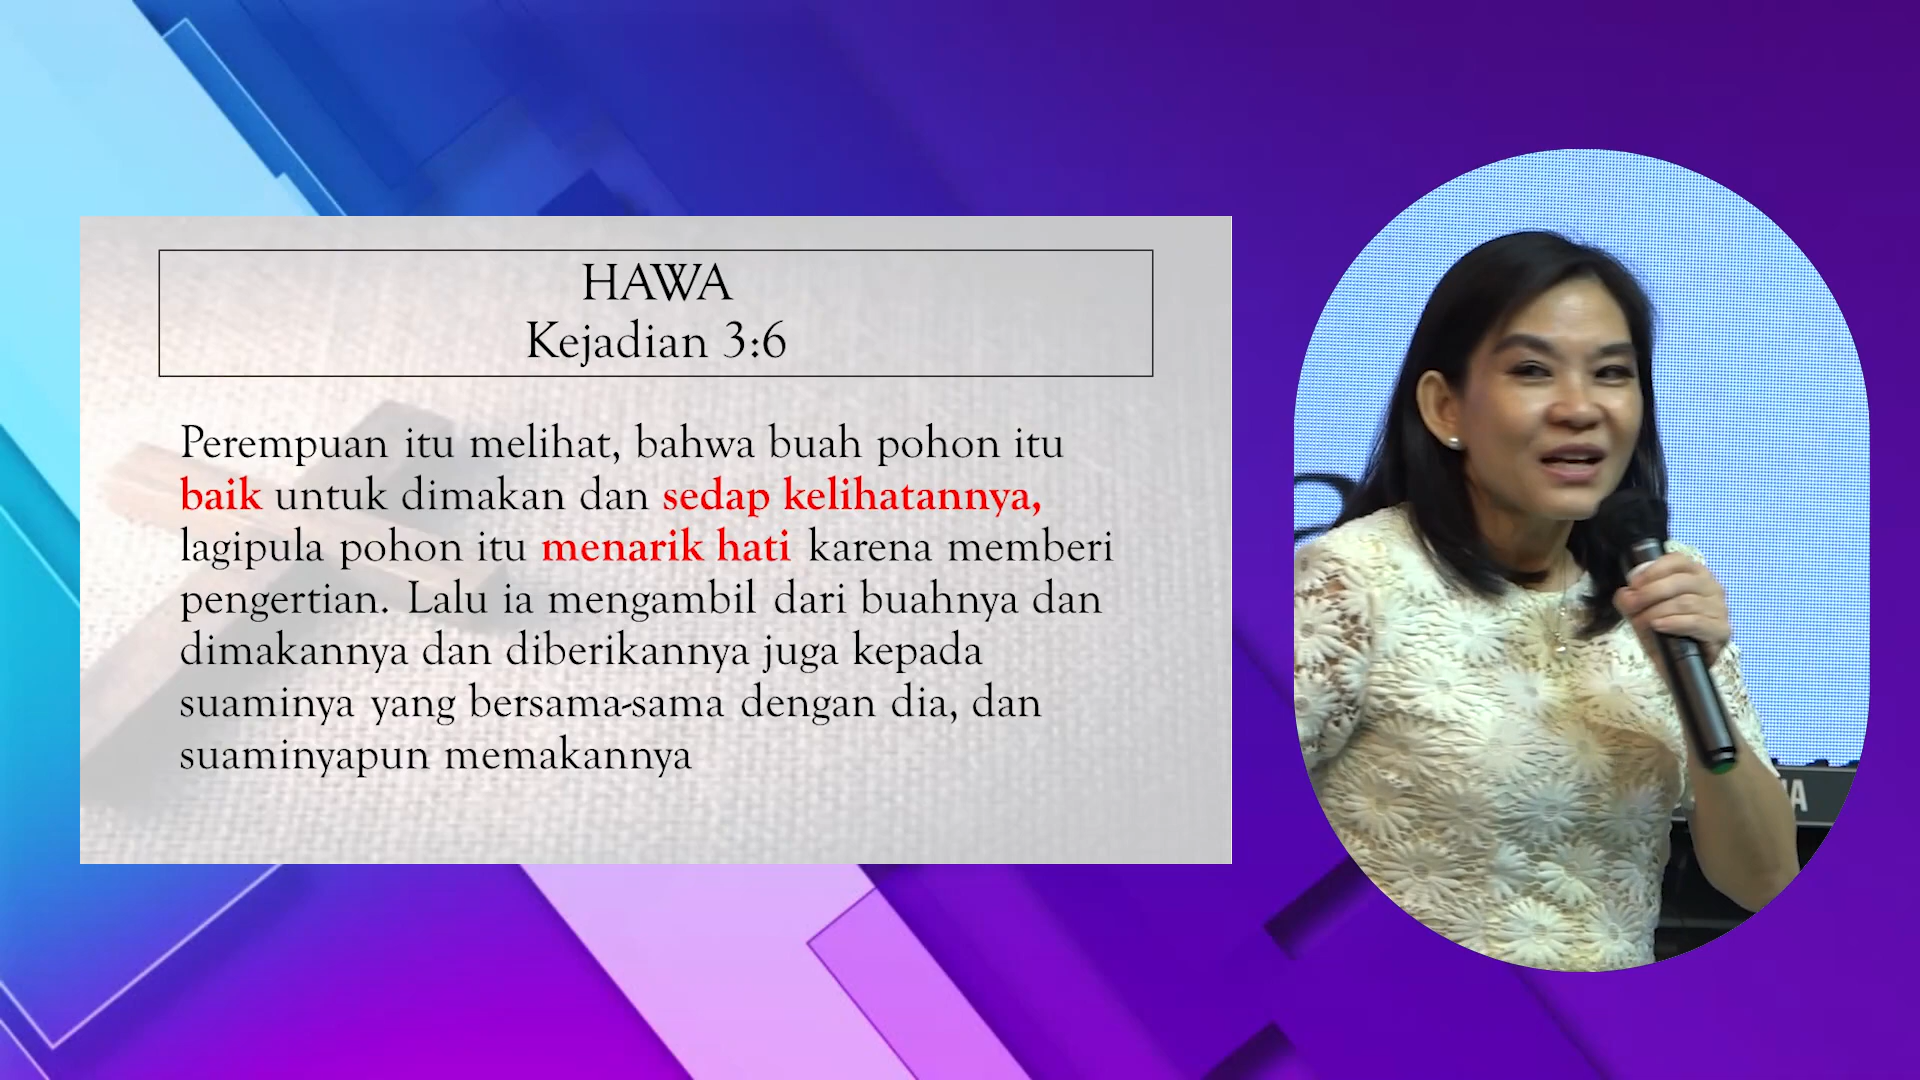 HAWA
Kejadian 3:6
Perempuan itu melihat, bahwa buah pohon itu
baik untuk dimakan dan sedap kelihatannya,
lagipula pohon itu menarik hati karena memberi
pengertian. Lalu ia mengambil dari buahnya dan
dimakannya dan diberikannya juga kepada
suaminya yang bersama-sama dengan dia, dan
suaminyapun memakannya